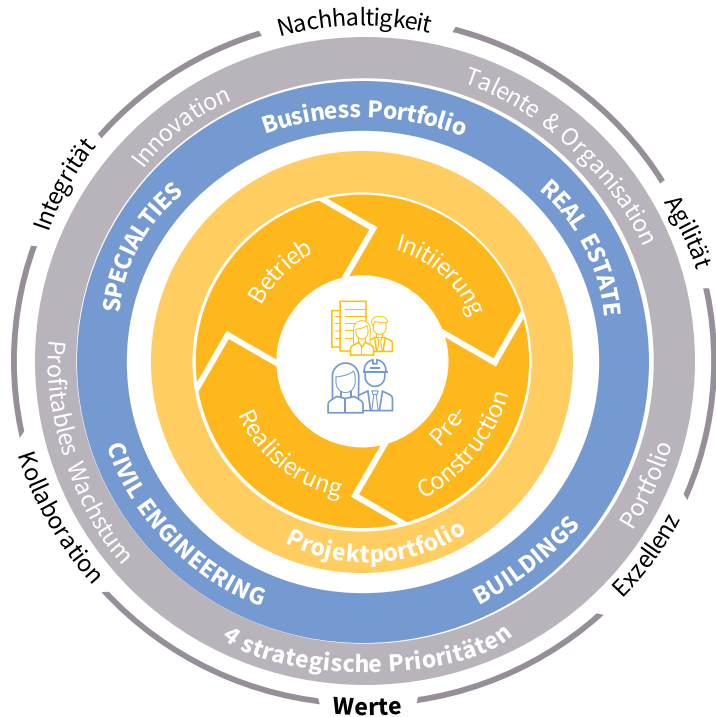 Nachhaltigkeit
Integrität
Agilität
Kollaboration
Exzellenz
Werte
Innovation
Talente & Organisation
Profitables Wachstum
Portfolio
4 strategische Prioritäten
Business Portfolio
SPECIALTIES
REAL ESTATE
CIVIL ENGINEERING
BUILDINGS
Betrieb
Initiierung
Realisierung
Pre-
Construction
Projektportfolio